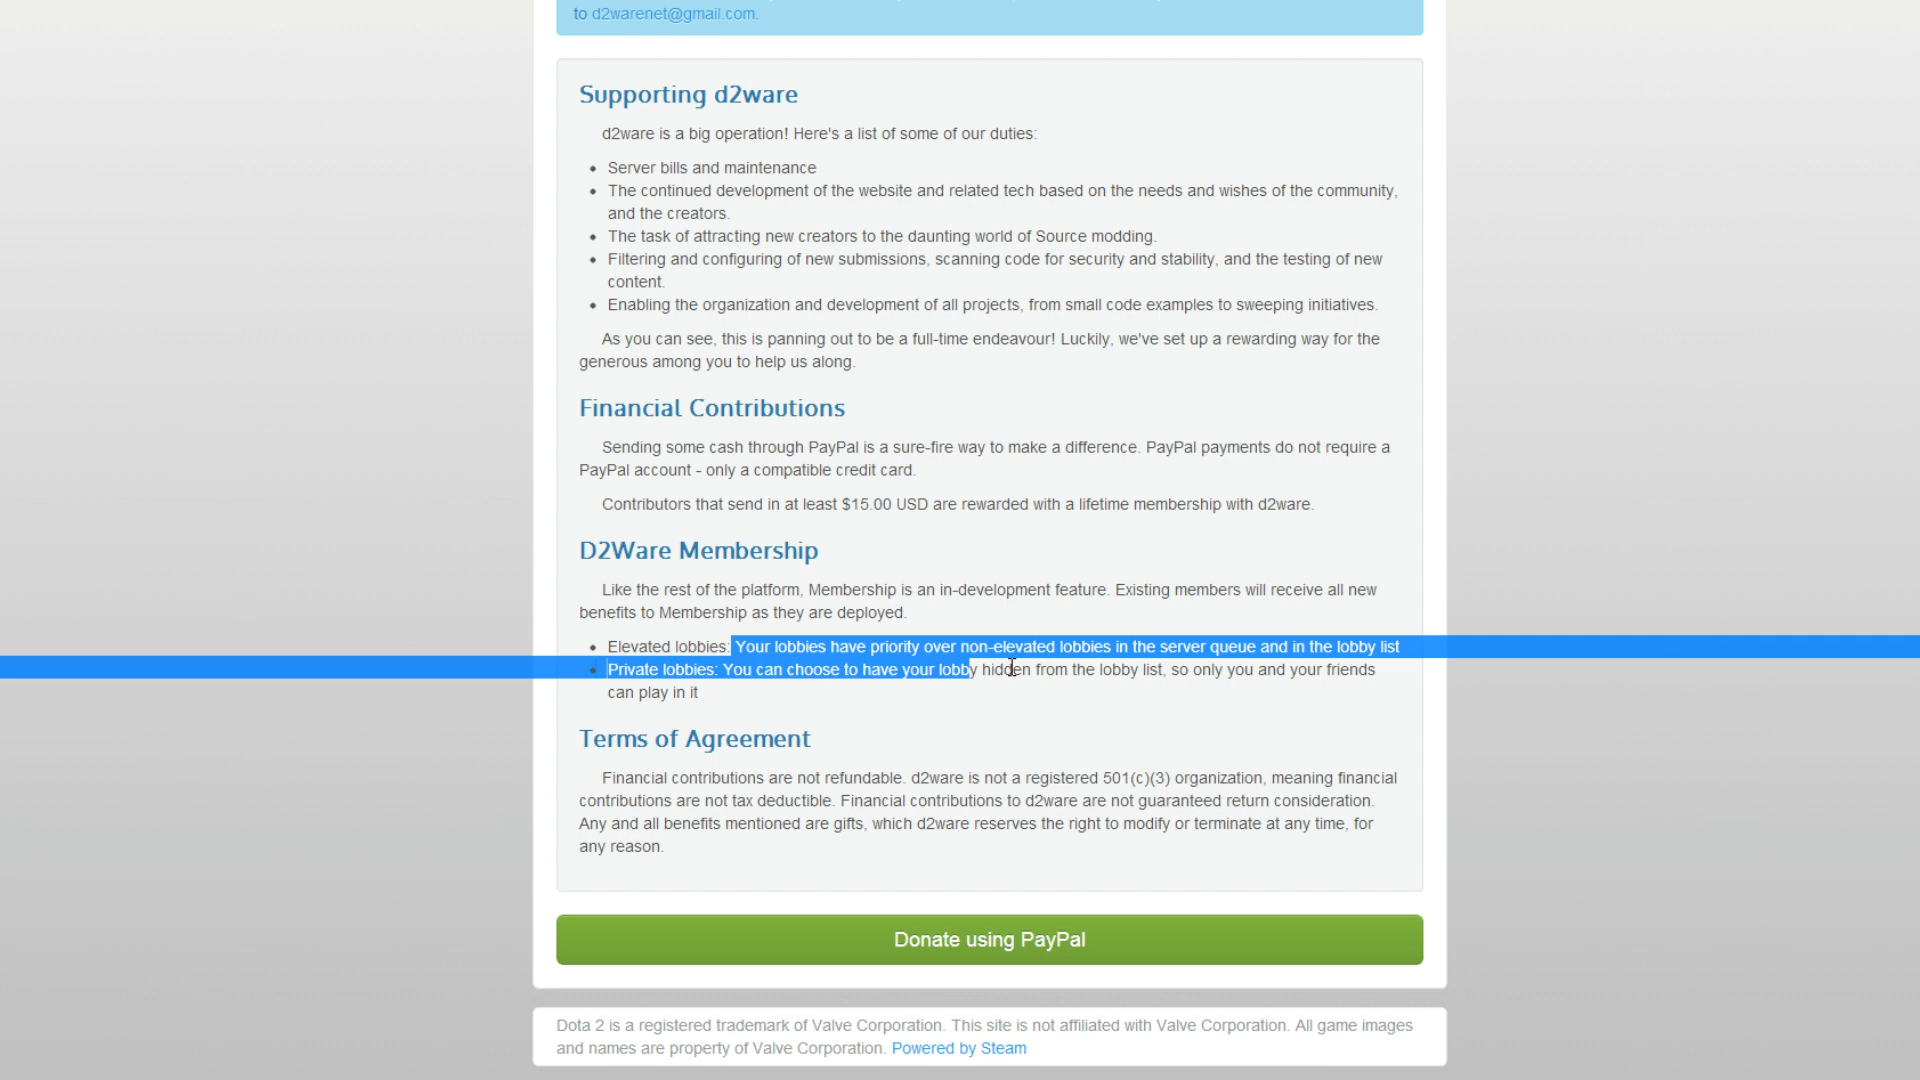 to d2warenet@gmail.com.
Supporting d2ware
d2ware is a big operation! Here's a list of some of our duties:
Server bills and maintenance
The continued development of the website and related tech based on the needs and wishes of the community,
and the creators.
The task of attracting new creators to the daunting world of Source modding.
Filtering and configuring of new submissions, scanning code for security and stability, and the testing of new
content.
Enabling the organization and development of all projects, from small code examples to sweeping initiatives.
As you can see, this is panning out to be a full-time endeavour! Luckily, we've set up a rewarding way for the
generous among you to help us along.
Financial Contributions
Sending some cash through PayPal is a sure-fire way to make a difference. PayPal payments do not require a
PayPal account - only a compatible credit card.
Contributors that send in at least $15.00 USD are rewarded with a lifetime membership with d2ware.
D2Ware Membership
Like the rest of the platform, Membership is an in-development feature. Existing members will receive all new
benefits to Membership as they are deployed.
Elevated lobbies: Your lobbies have priority over non-elevated lobbies in the server queue and in the lobby list
Private lobbies: You can choose to have your lobby hidden from the lobby list, so only you and your friends
can play in it
Terms of Agreement
Financial contributions are not refundable. d2ware is not a registered 501(c)(3) organization, meaning financial
contributions are not tax deductible. Financial contributions to d2ware are not guaranteed return consideration.
Any and all benefits mentioned are gifts, which d2ware reserves the right to modify or terminate at any time, for
any reason.
Donate using PayPal
Dota 2 is a registered trademark of Valve Corporation. This site is not affiliated with Valve Corporation. All game images
and names are property of Valve Corporation. Powered by Steam